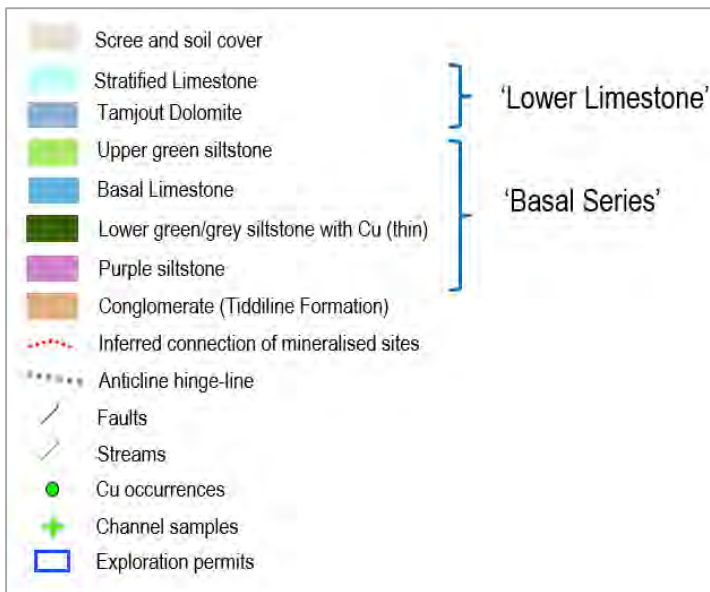 Scree and soil cover
Stratified Limestone
Tamjout Dolomite
'Lower Limestone'
Upper green siltstone
Basal Limestone
'Basal Series'
Lower green/grey siltstone with Cu (thin)
Purple siltstone
Conglomerate (Tiddiline Formation)
Inferred connection of mineralised sites
Anticline hinge-line
Faults
Streams
Cu occurrences
Channel samples
Exploration permits